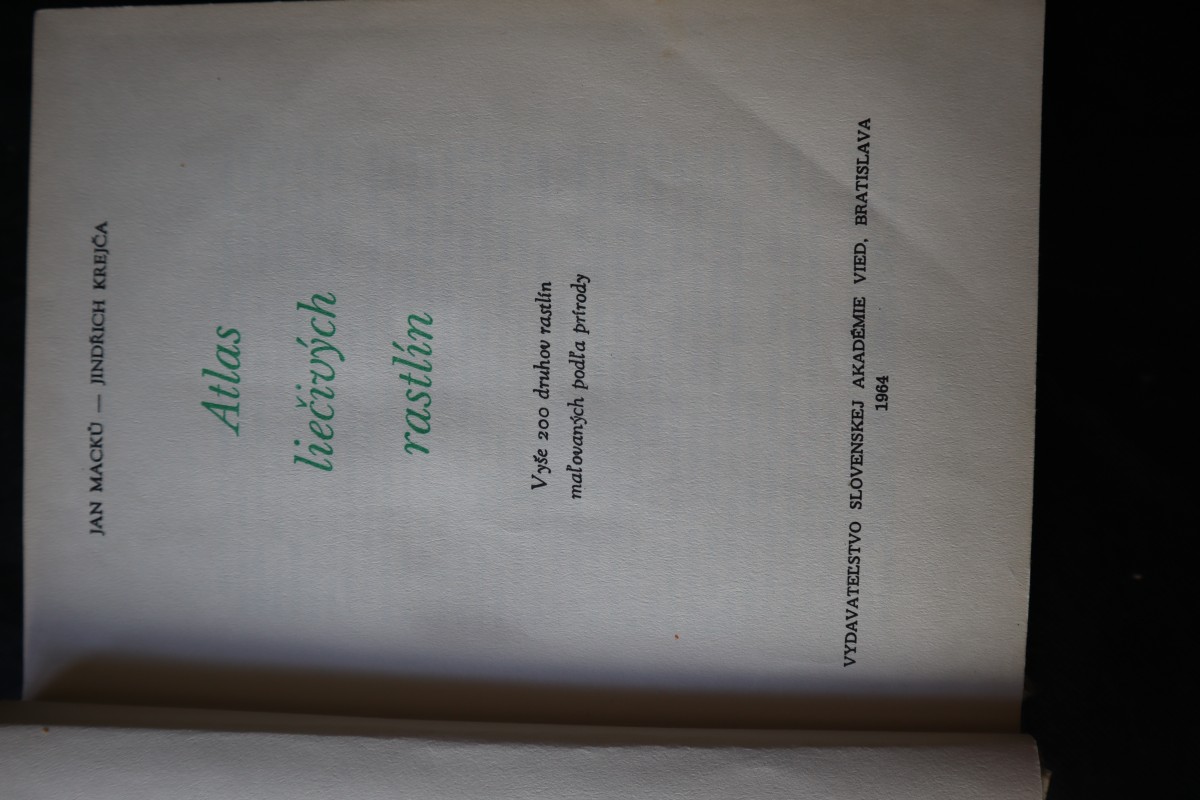 JAN MACKŮ — JINDŘICH KREJČA
Atlas
liečivých
rastlín
Vyše 200 druhov rastlín
maľovaných podľa prírody
VYDAVATEĽSTVO SLOVENSKEJ AKADÉMIE VIED, BRATISLAVA
1964